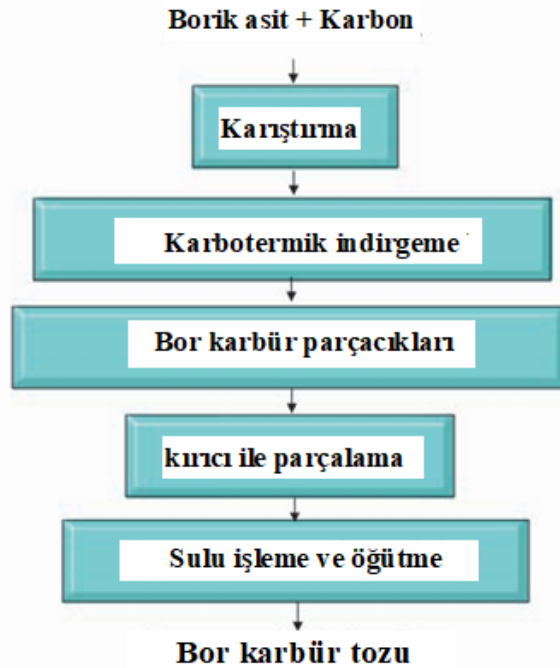 Borik asit + Karbon
Karıştırma
Karbotermik indirgeme
Bor karbür parçacıkları
kırıcı ile parçalama
Sulu işleme ve öğütme
Bor karbür tozu